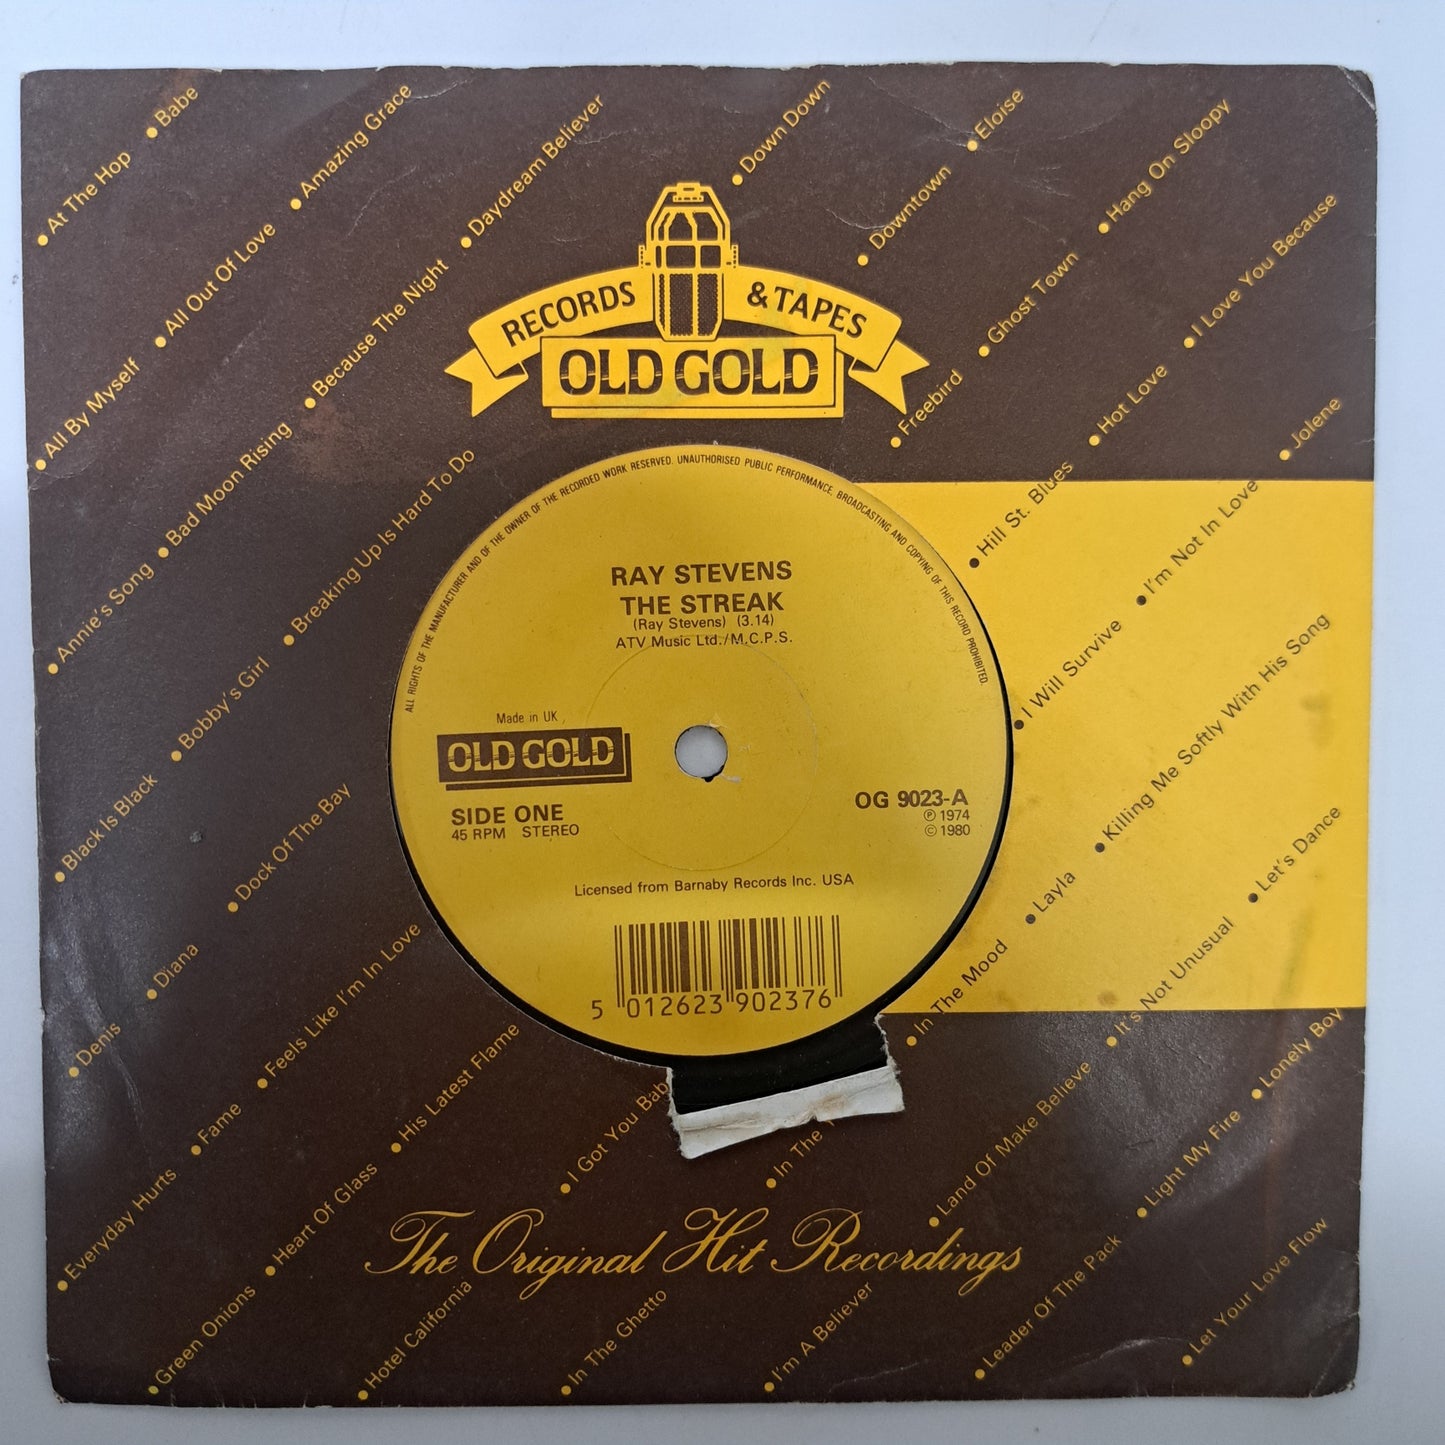 At The Hop
Babe
All By Myself
All Out Of Love
Amazing Grace
Annie's Song
Bad Moon Rising
Because The Night
Daydream Believer
Down Down
Black Is Black
Bobby's Girl
Breaking Up Is Hard To Do
Downtown
Eloise
Denis
Diana
Dock Of The Bay
Freebird
Ghost Town
Hang On Sloopy
Everyday Hurts
Fame
Feels Like I'm In Love
Hill St. Blues
Hot Love
I Love You Because
Green Onions
Heart Of Glass
His Latest Flame
I Will Survive
I'm Not In Love
Jolene
Hotel California
I Got You
In The Mood
Layla
Killing Me Softly With His Song
In The Ghetto
In The
Land Of Make Believe
It's Not Unusual
Let's Dance
I'm A Believer
Leader Of The Pack
Light My Fire
Lonely Boy
Let Your Love Flow
RECORDS & TAPES
OLD GOLD
ALL RIGHTS OF THE MANUFACTURER AND OF THE OWNER OF THE RECORDED WORK RESERVED. UNAUTHORISED PUBLIC PERFORMANCE, BROADCASTING AND COPYING OF THIS RECORD PROHIBITED.
RAY STEVENS
THE STREAK
(Ray Stevens) (3.14)
ATV Music Ltd./M.C.P.S.
Made in UK
OLD GOLD
SIDE ONE
45 RPM STEREO
OG 9023-A
℗ 1974
© 1980
Licensed from Barnaby Records Inc. USA
5 012623 902376
The Original Hit Recordings